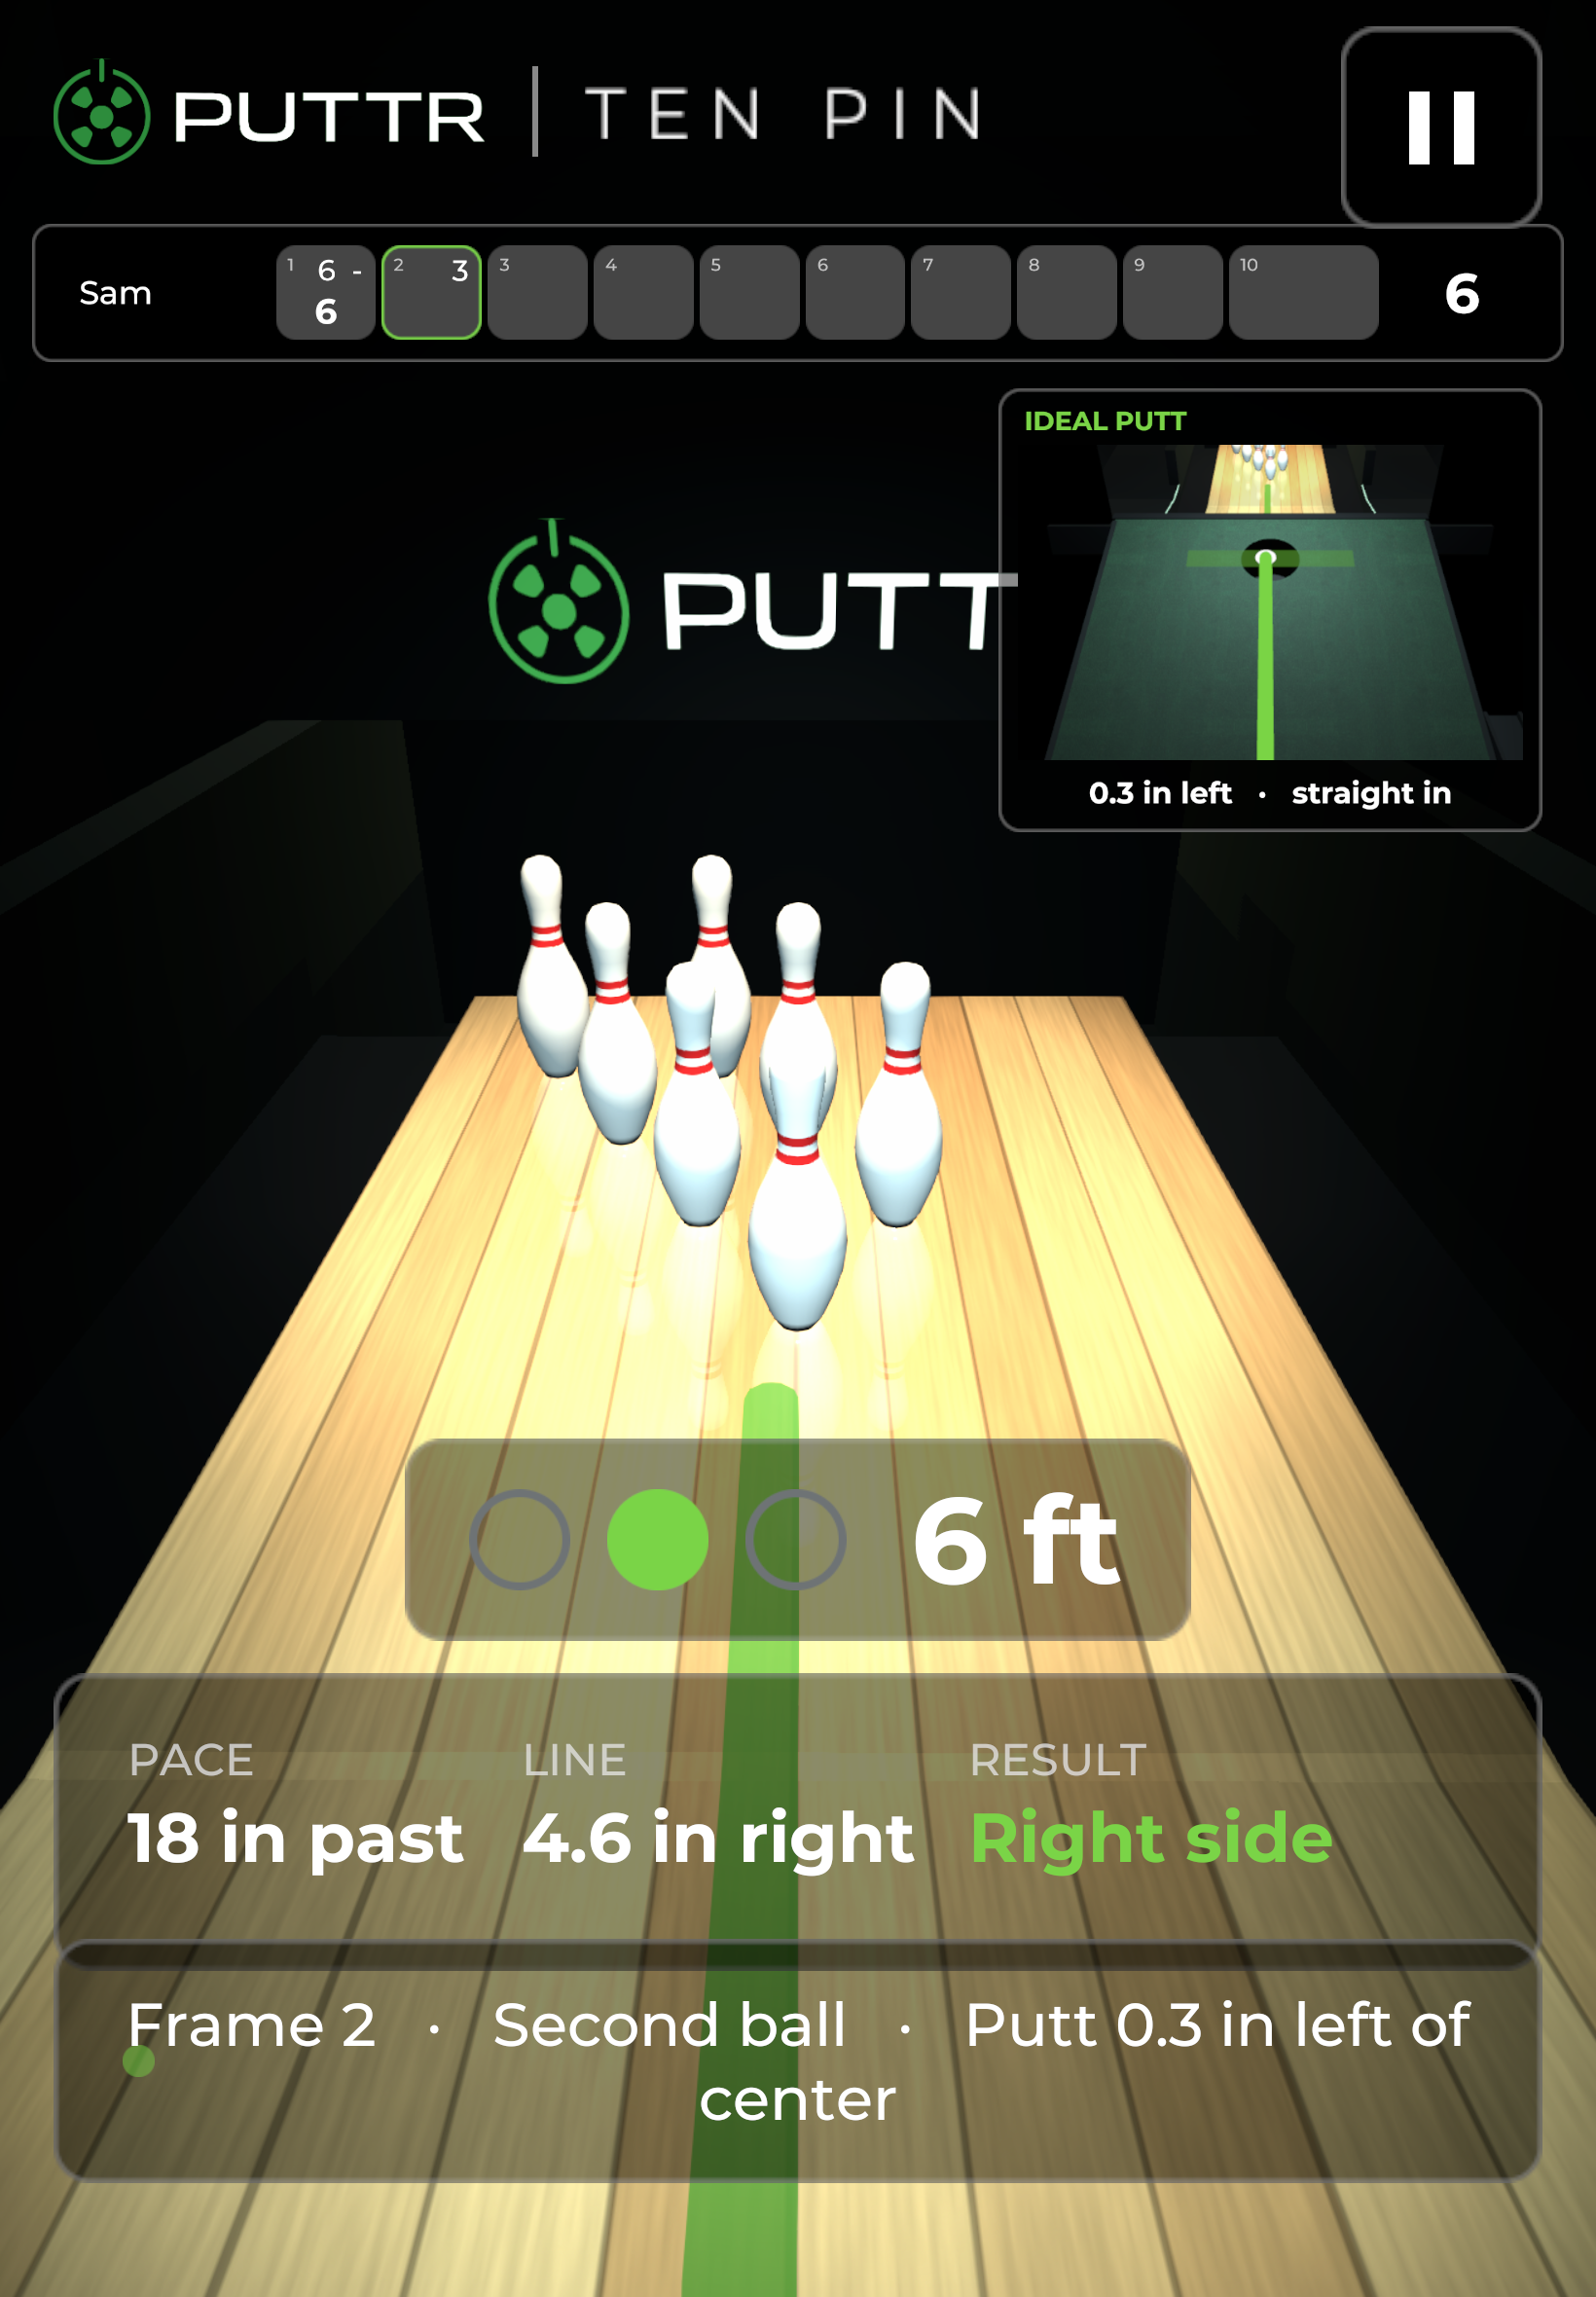 PUTTR | TEN PIN
Sam
1 6 - 6
2 3
3
4
5
6
7
8
9
10
6
IDEAL PUTT
PUTT
0.3 in left · straight in
6 ft
PACE LINE RESULT
18 in past 4.6 in right Right side
Frame 2 · Second ball · Putt 0.3 in left of
center